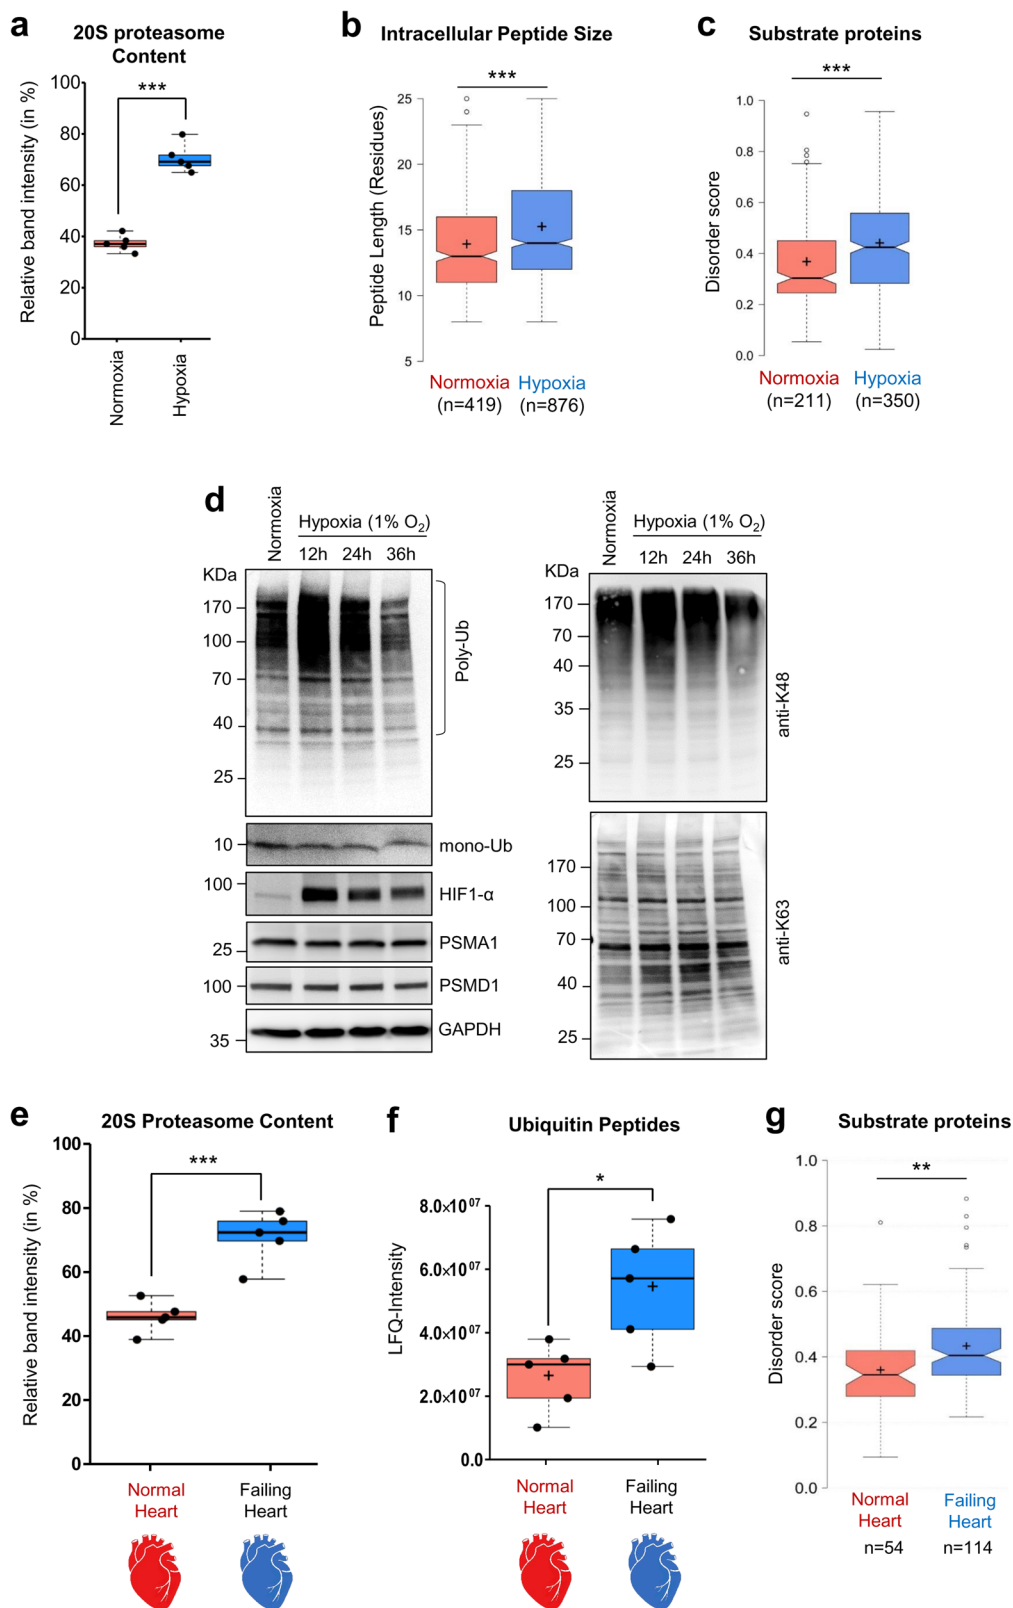 a
20S proteasome
Content
***
Relative band intensity (in %)
100
80
60
40
20
0
Normoxia
Hypoxia
b
Intracellular Peptide Size
***
Peptide Length (Residues)
25
20
15
10
5
Normoxia Hypoxia
(n=419) (n=876)
c
Substrate proteins
***
Disorder score
1.0
0.8
0.6
0.4
0.2
0.0
Normoxia Hypoxia
(n=211) (n=350)
d
Normoxia
Hypoxia (1% O₂)
12h 24h 36h
KDa
170
100
70
40
25
Poly-Ub
10
mono-Ub
100
HIF1-α
25
PSMA1
100
PSMD1
35
GAPDH
Normoxia
Hypoxia (1% O₂)
12h 24h 36h
KDa
170
70
40
35
25
anti-K48
170
100
70
40
25
anti-K63
e
20S Proteasome Content
***
Relative band intensity (in %)
100
80
60
40
20
0
Normal
Heart
Failing
Heart
f
Ubiquitin Peptides
*
LFQ-Intensity
8.0×10⁰⁷
6.0×10⁰⁷
4.0×10⁰⁷
2.0×10⁰⁷
0.0
Normal
Heart
Failing
Heart
g
Substrate proteins
**
Disorder score
1.0
0.8
0.6
0.4
0.2
0.0
Normal
Heart
Failing
Heart
n=54 n=114